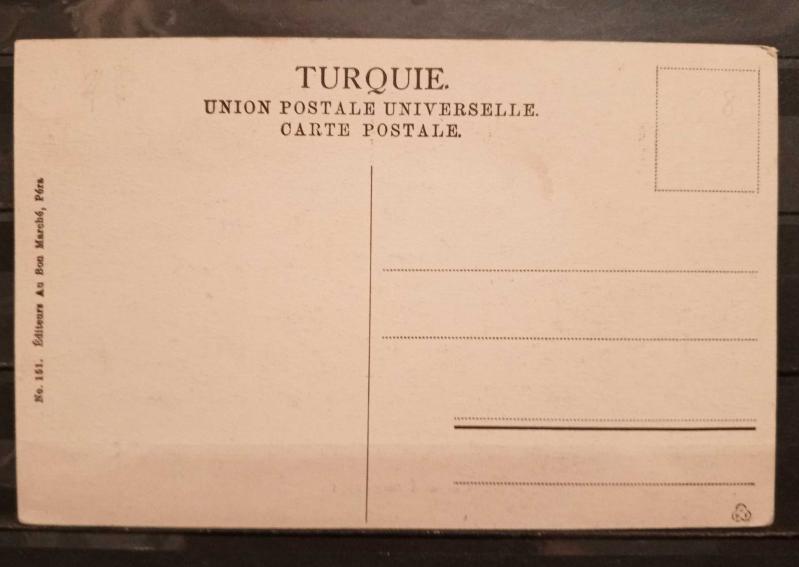 TURQUIE.
UNION POSTALE UNIVERSELLE.
CARTE POSTALE.
No. 151. Éditeurs Au Bon Marché, Péra